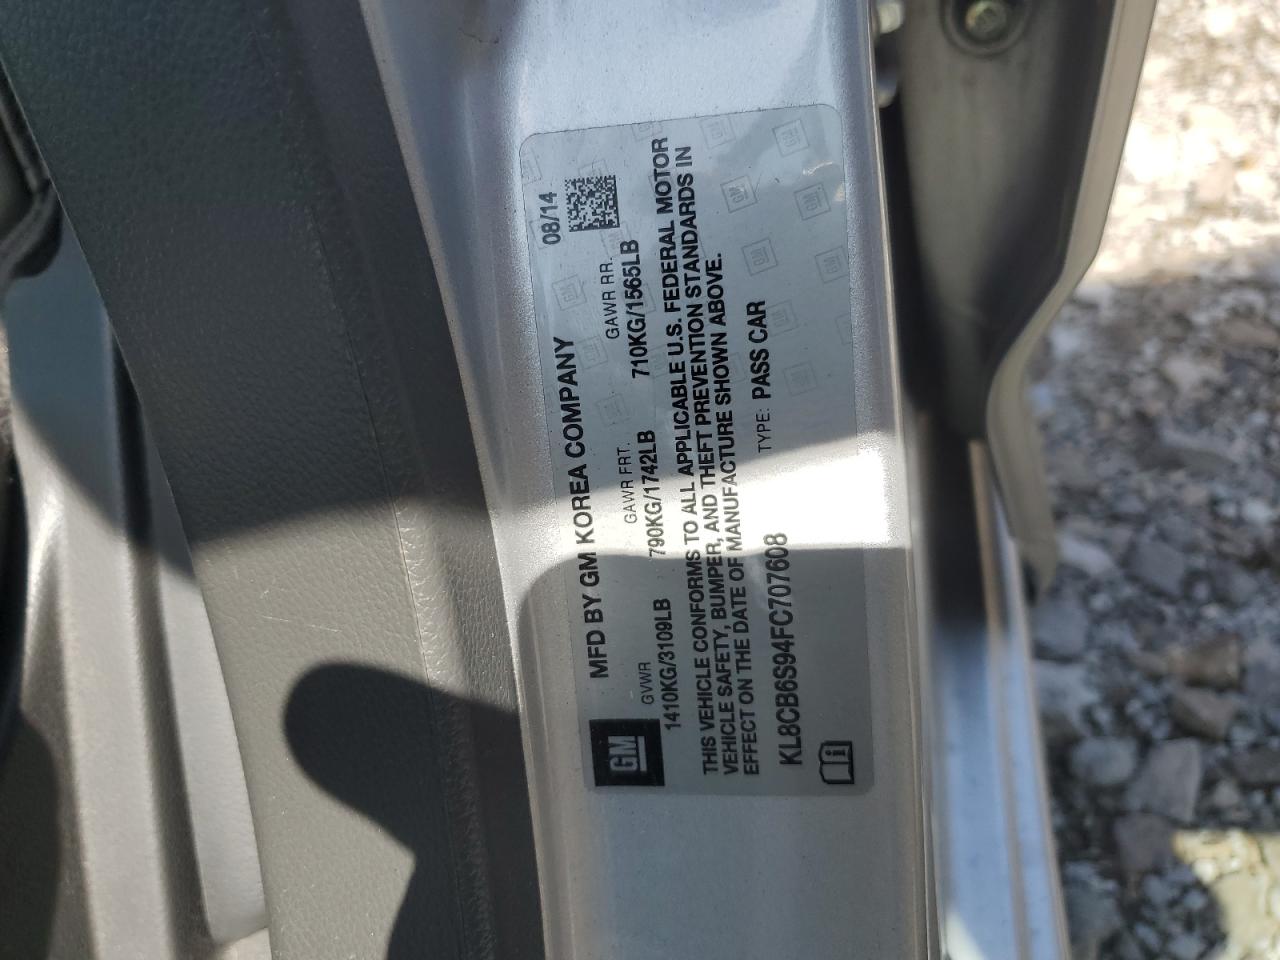 MFD BY GM KOREA COMPANY 08/14
GVWR GAWR FRT. GAWR RR.
1410KG/3109LB 790KG/1742LB 710KG/1565LB
THIS VEHICLE CONFORMS TO ALL APPLICABLE U.S. FEDERAL MOTOR
VEHICLE SAFETY, BUMPER, AND THEFT PREVENTION STANDARDS IN
EFFECT ON THE DATE OF MANUFACTURE SHOWN ABOVE.
KL8CB6S94FC707608 TYPE: PASS CAR
GM